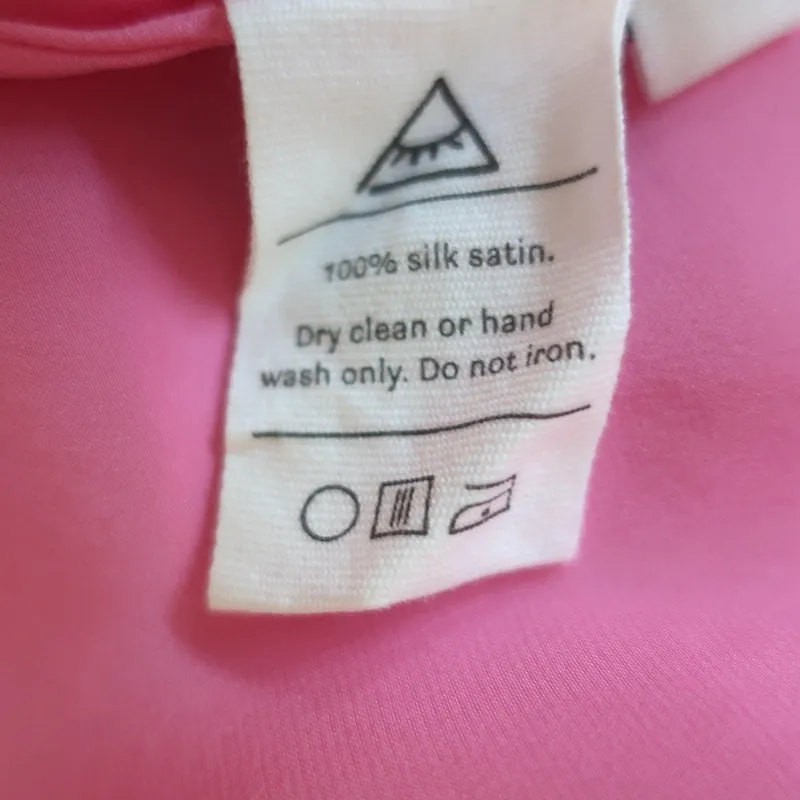 100% silk satin.
Dry clean or hand
wash only. Do not iron.